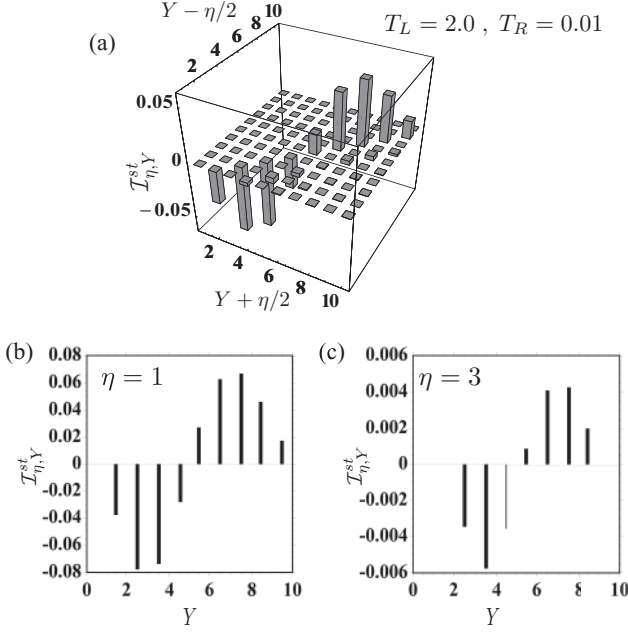 (a)
Y − η/2
2 4 6 8 10
T_L = 2.0 , T_R = 0.01
0.05
0
−0.05
𝓘^{st}_{η,Y}
2 4 6 8 10
Y + η/2
(b)
η = 1
0.08
0.06
0.04
0.02
0
-0.02
-0.04
-0.06
-0.08
𝓘^{st}_{η,Y}
0 2 4 6 8 10
Y
(c)
η = 3
0.006
0.004
0.002
0
-0.002
-0.004
-0.006
𝓘^{st}_{η,Y}
0 2 4 6 8 10
Y